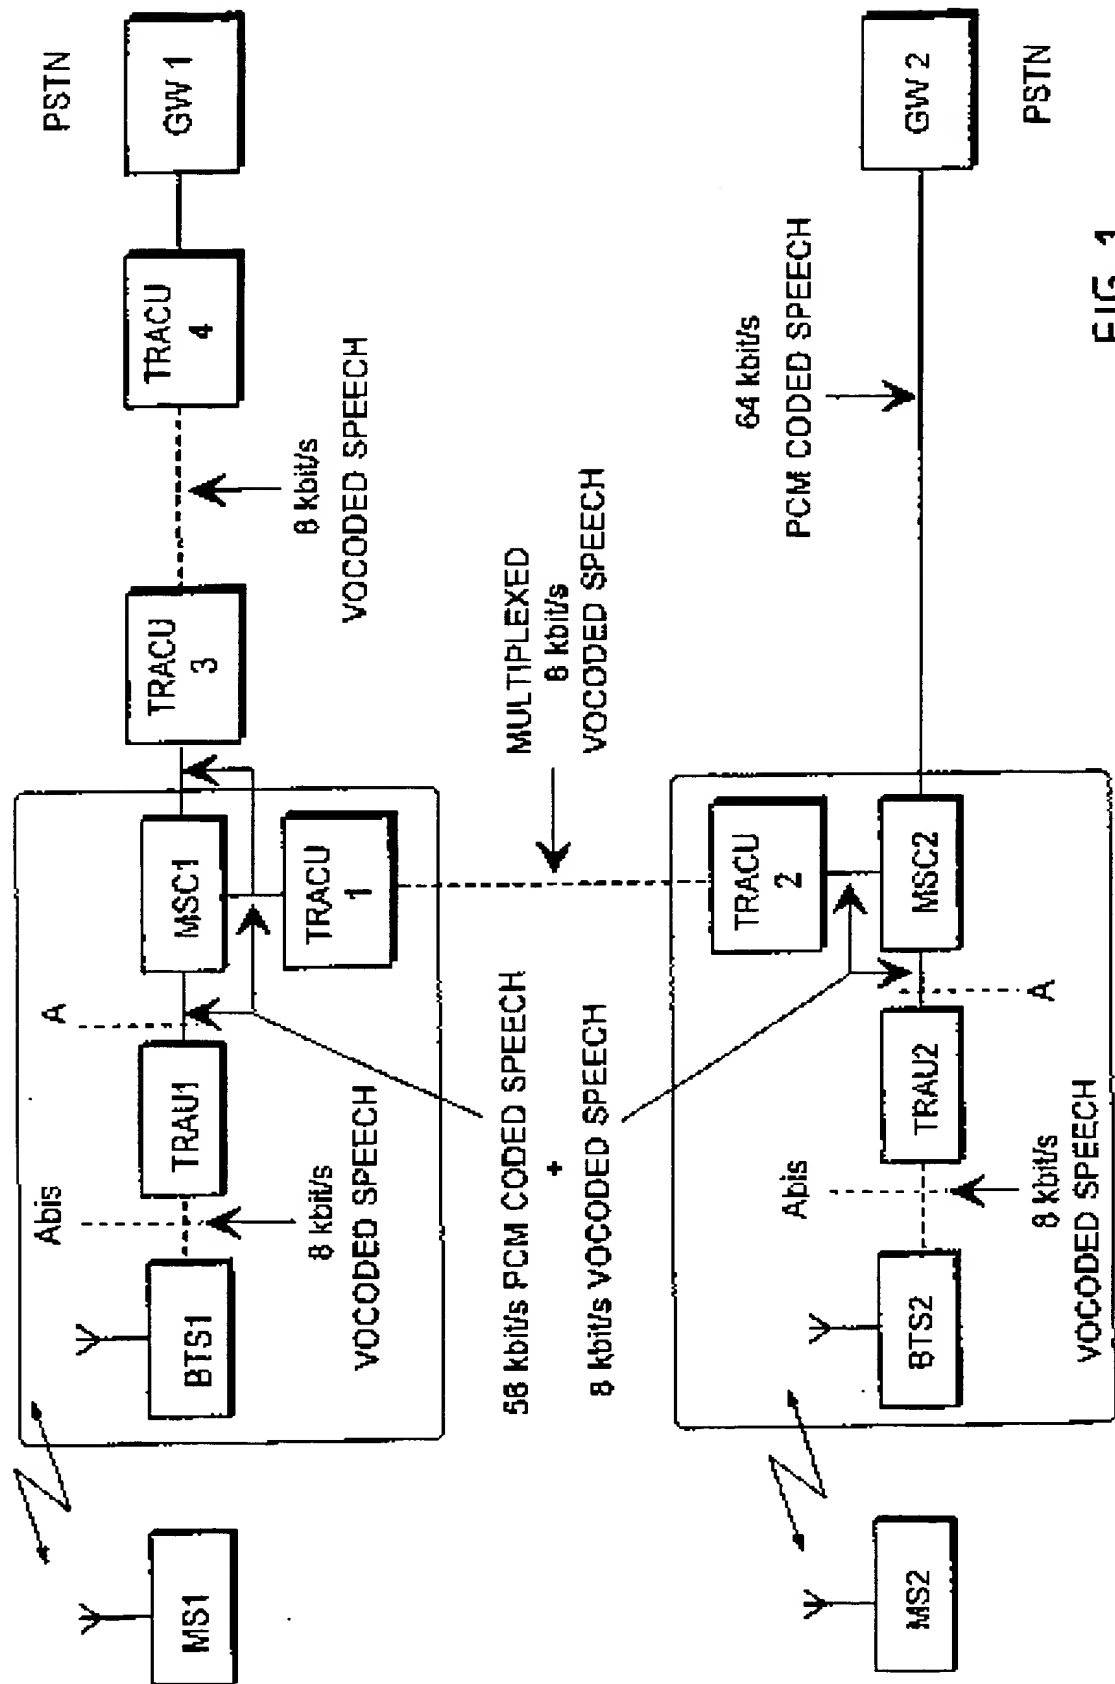 MS1
BTS1
Abis
8 kbit/s
VOCODED SPEECH
TRAU1
A
MSC1
TRACU
1
TRACU
3
8 kbit/s
VOCODED SPEECH
TRACU
4
GW 1
PSTN
56 kbit/s PCM CODED SPEECH
+
8 kbit/s VOCODED SPEECH
MULTIPLEXED
8 kbit/s
VOCODED SPEECH
MS2
BTS2
Abis
8 kbit/s
VOCODED SPEECH
TRAU2
A
TRACU
2
MSC2
64 kbit/s
PCM CODED SPEECH
GW 2
PSTN
FIG. 1